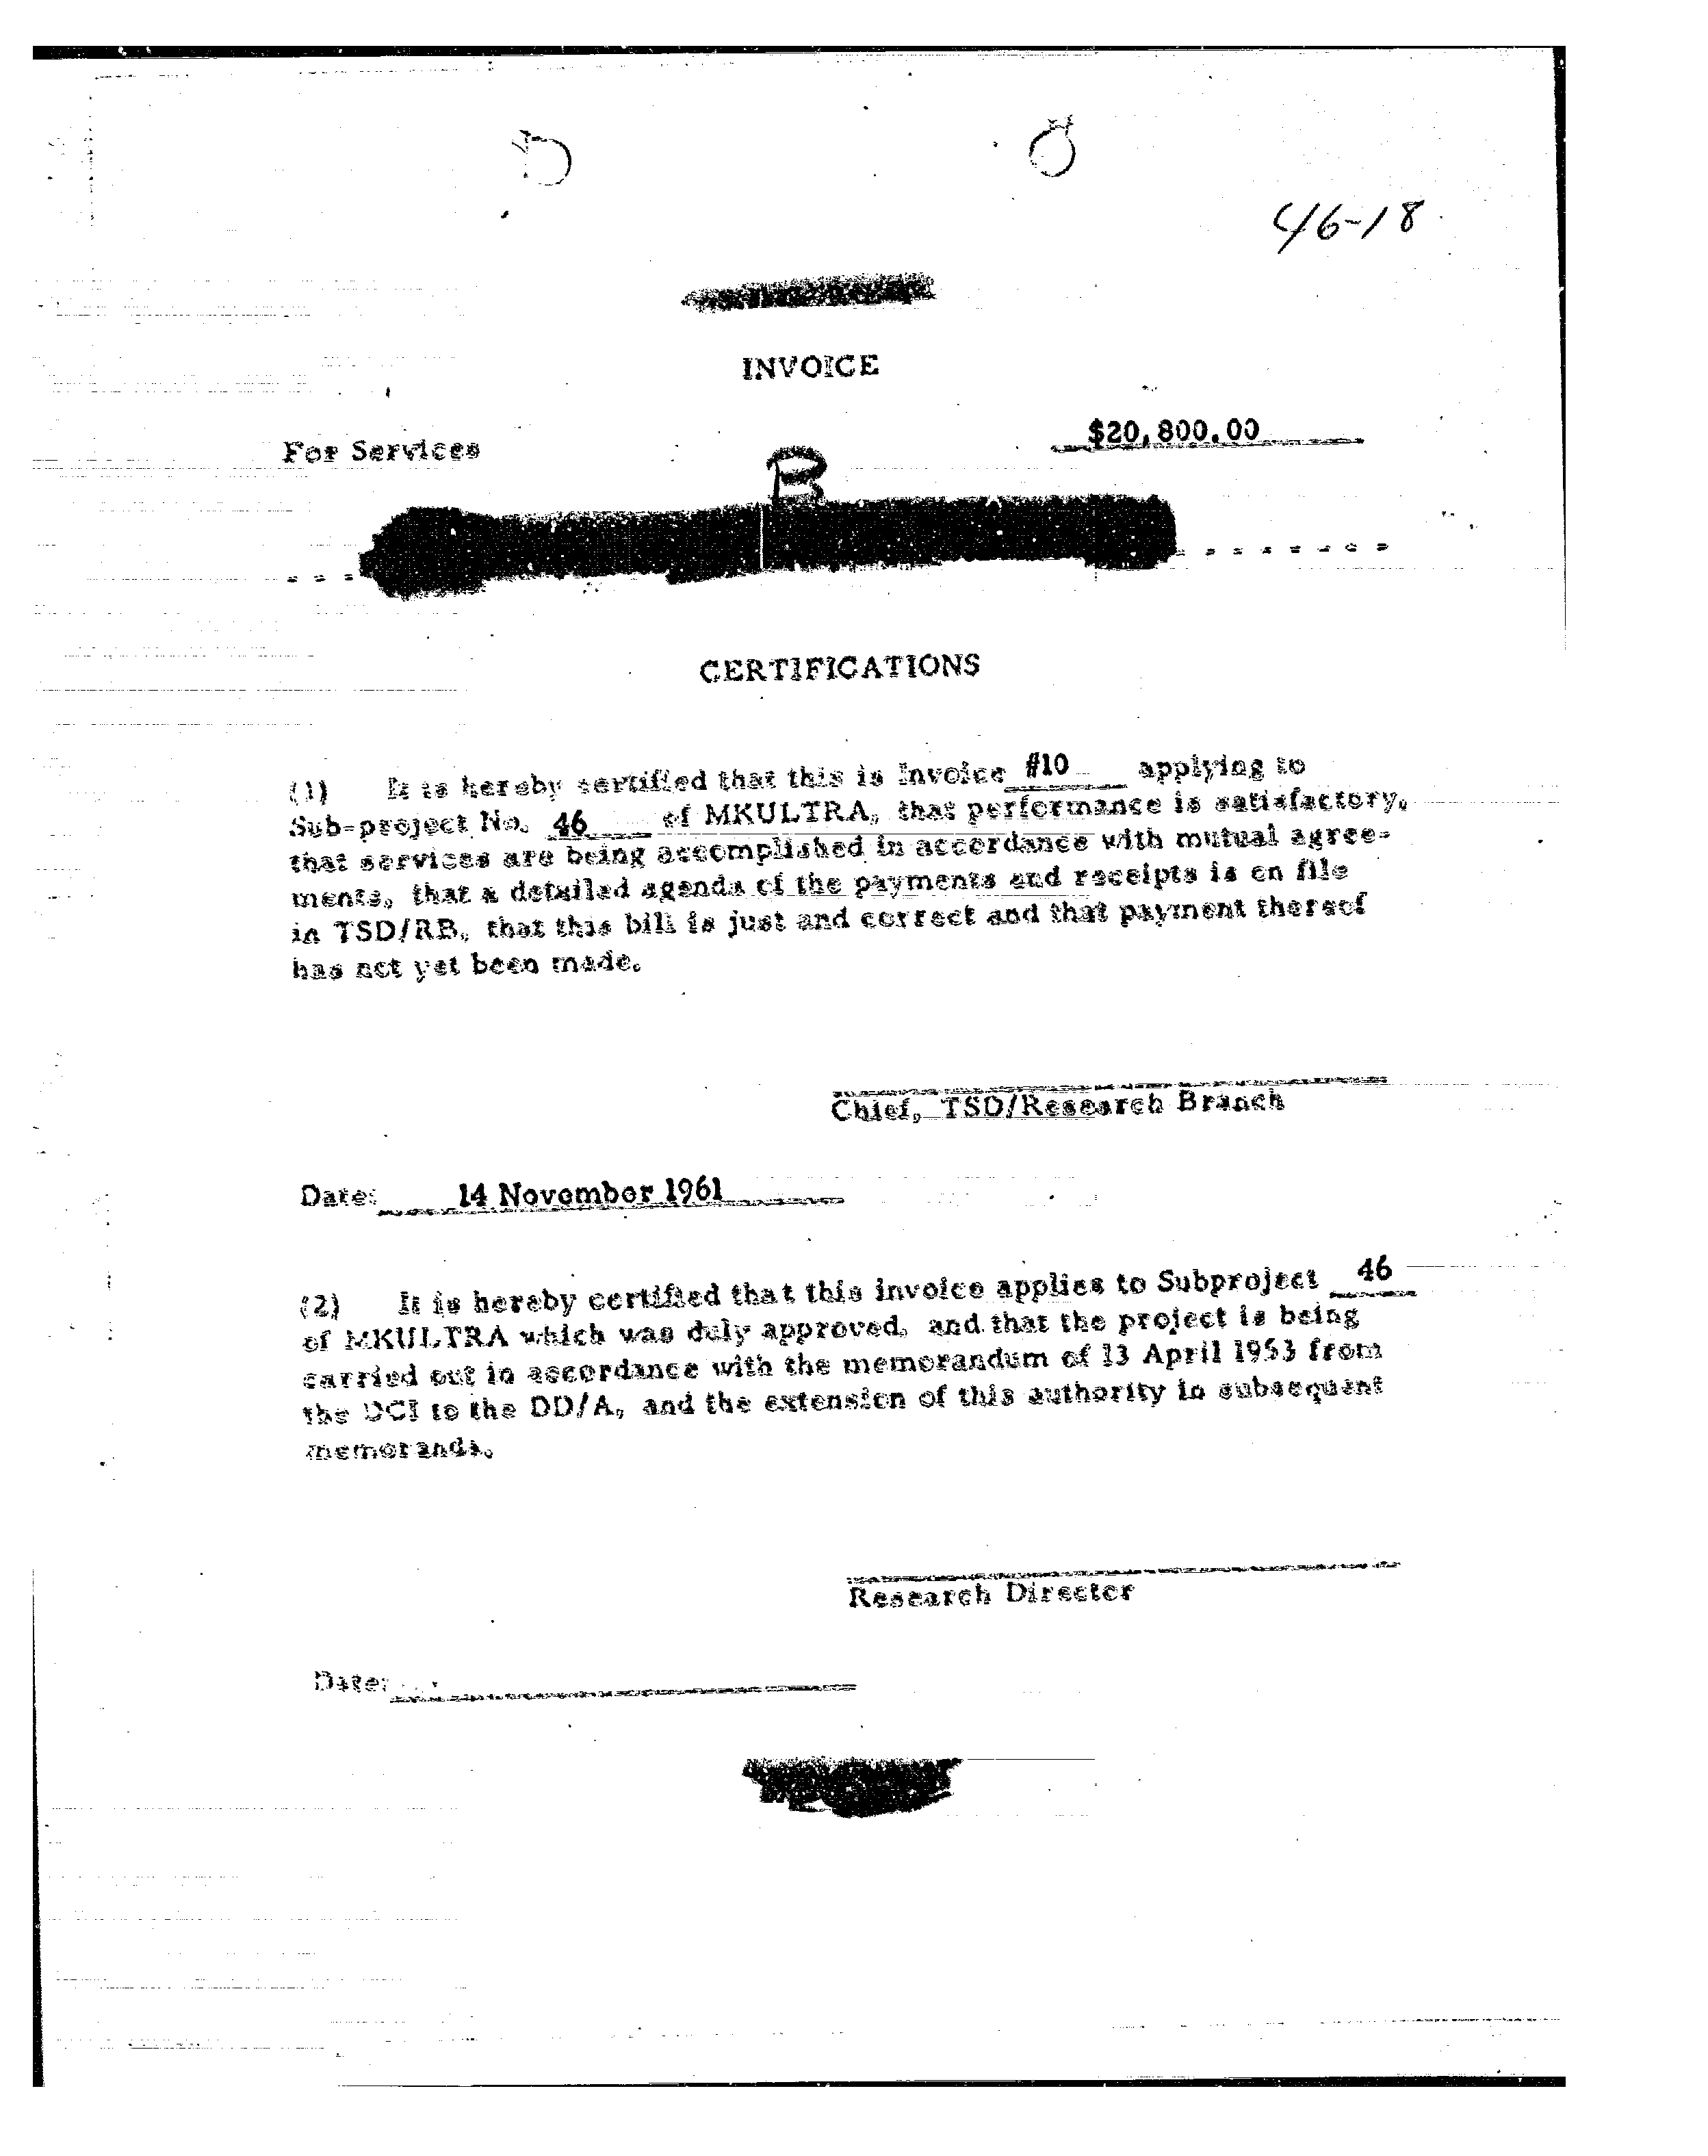 46-18
INVOICE
For Services $20,800.00
B
CERTIFICATIONS
(1) It is hereby certified that this is Invoice #10 applying to
Sub-project No. 46 of MKULTRA, that performance is satisfactory,
that services are being accomplished in accordance with mutual agree-
ments, that a detailed agenda of the payments and receipts is on file
in TSD/RB, that this bill is just and correct and that payment thereof
has not yet been made.
Chief, TSD/Research Branch
Date: 14 November 1961
(2) It is hereby certified that this invoice applies to Subproject 46
of MKULTRA which was duly approved, and that the project is being
carried out in accordance with the memorandum of 13 April 1953 from
the DCI to the DD/A, and the extension of this authority in subsequent
memoranda.
Research Director
Date: